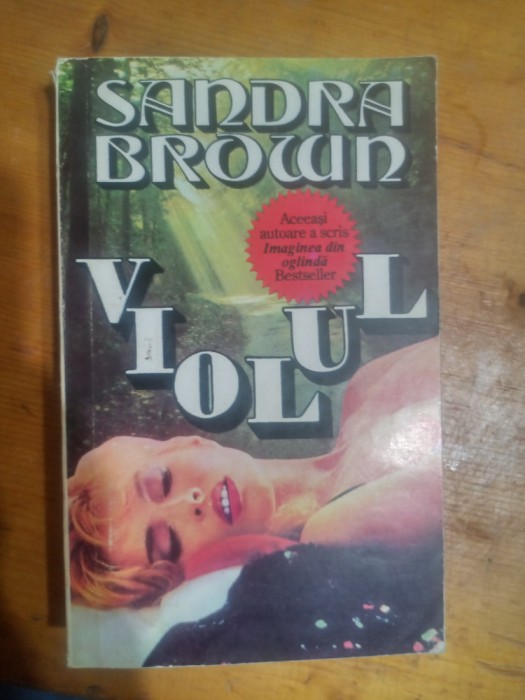 SANDRA
BROWN
Aceeași
autoare a scris
Imaginea din
oglindă
Bestseller
VIOLUL